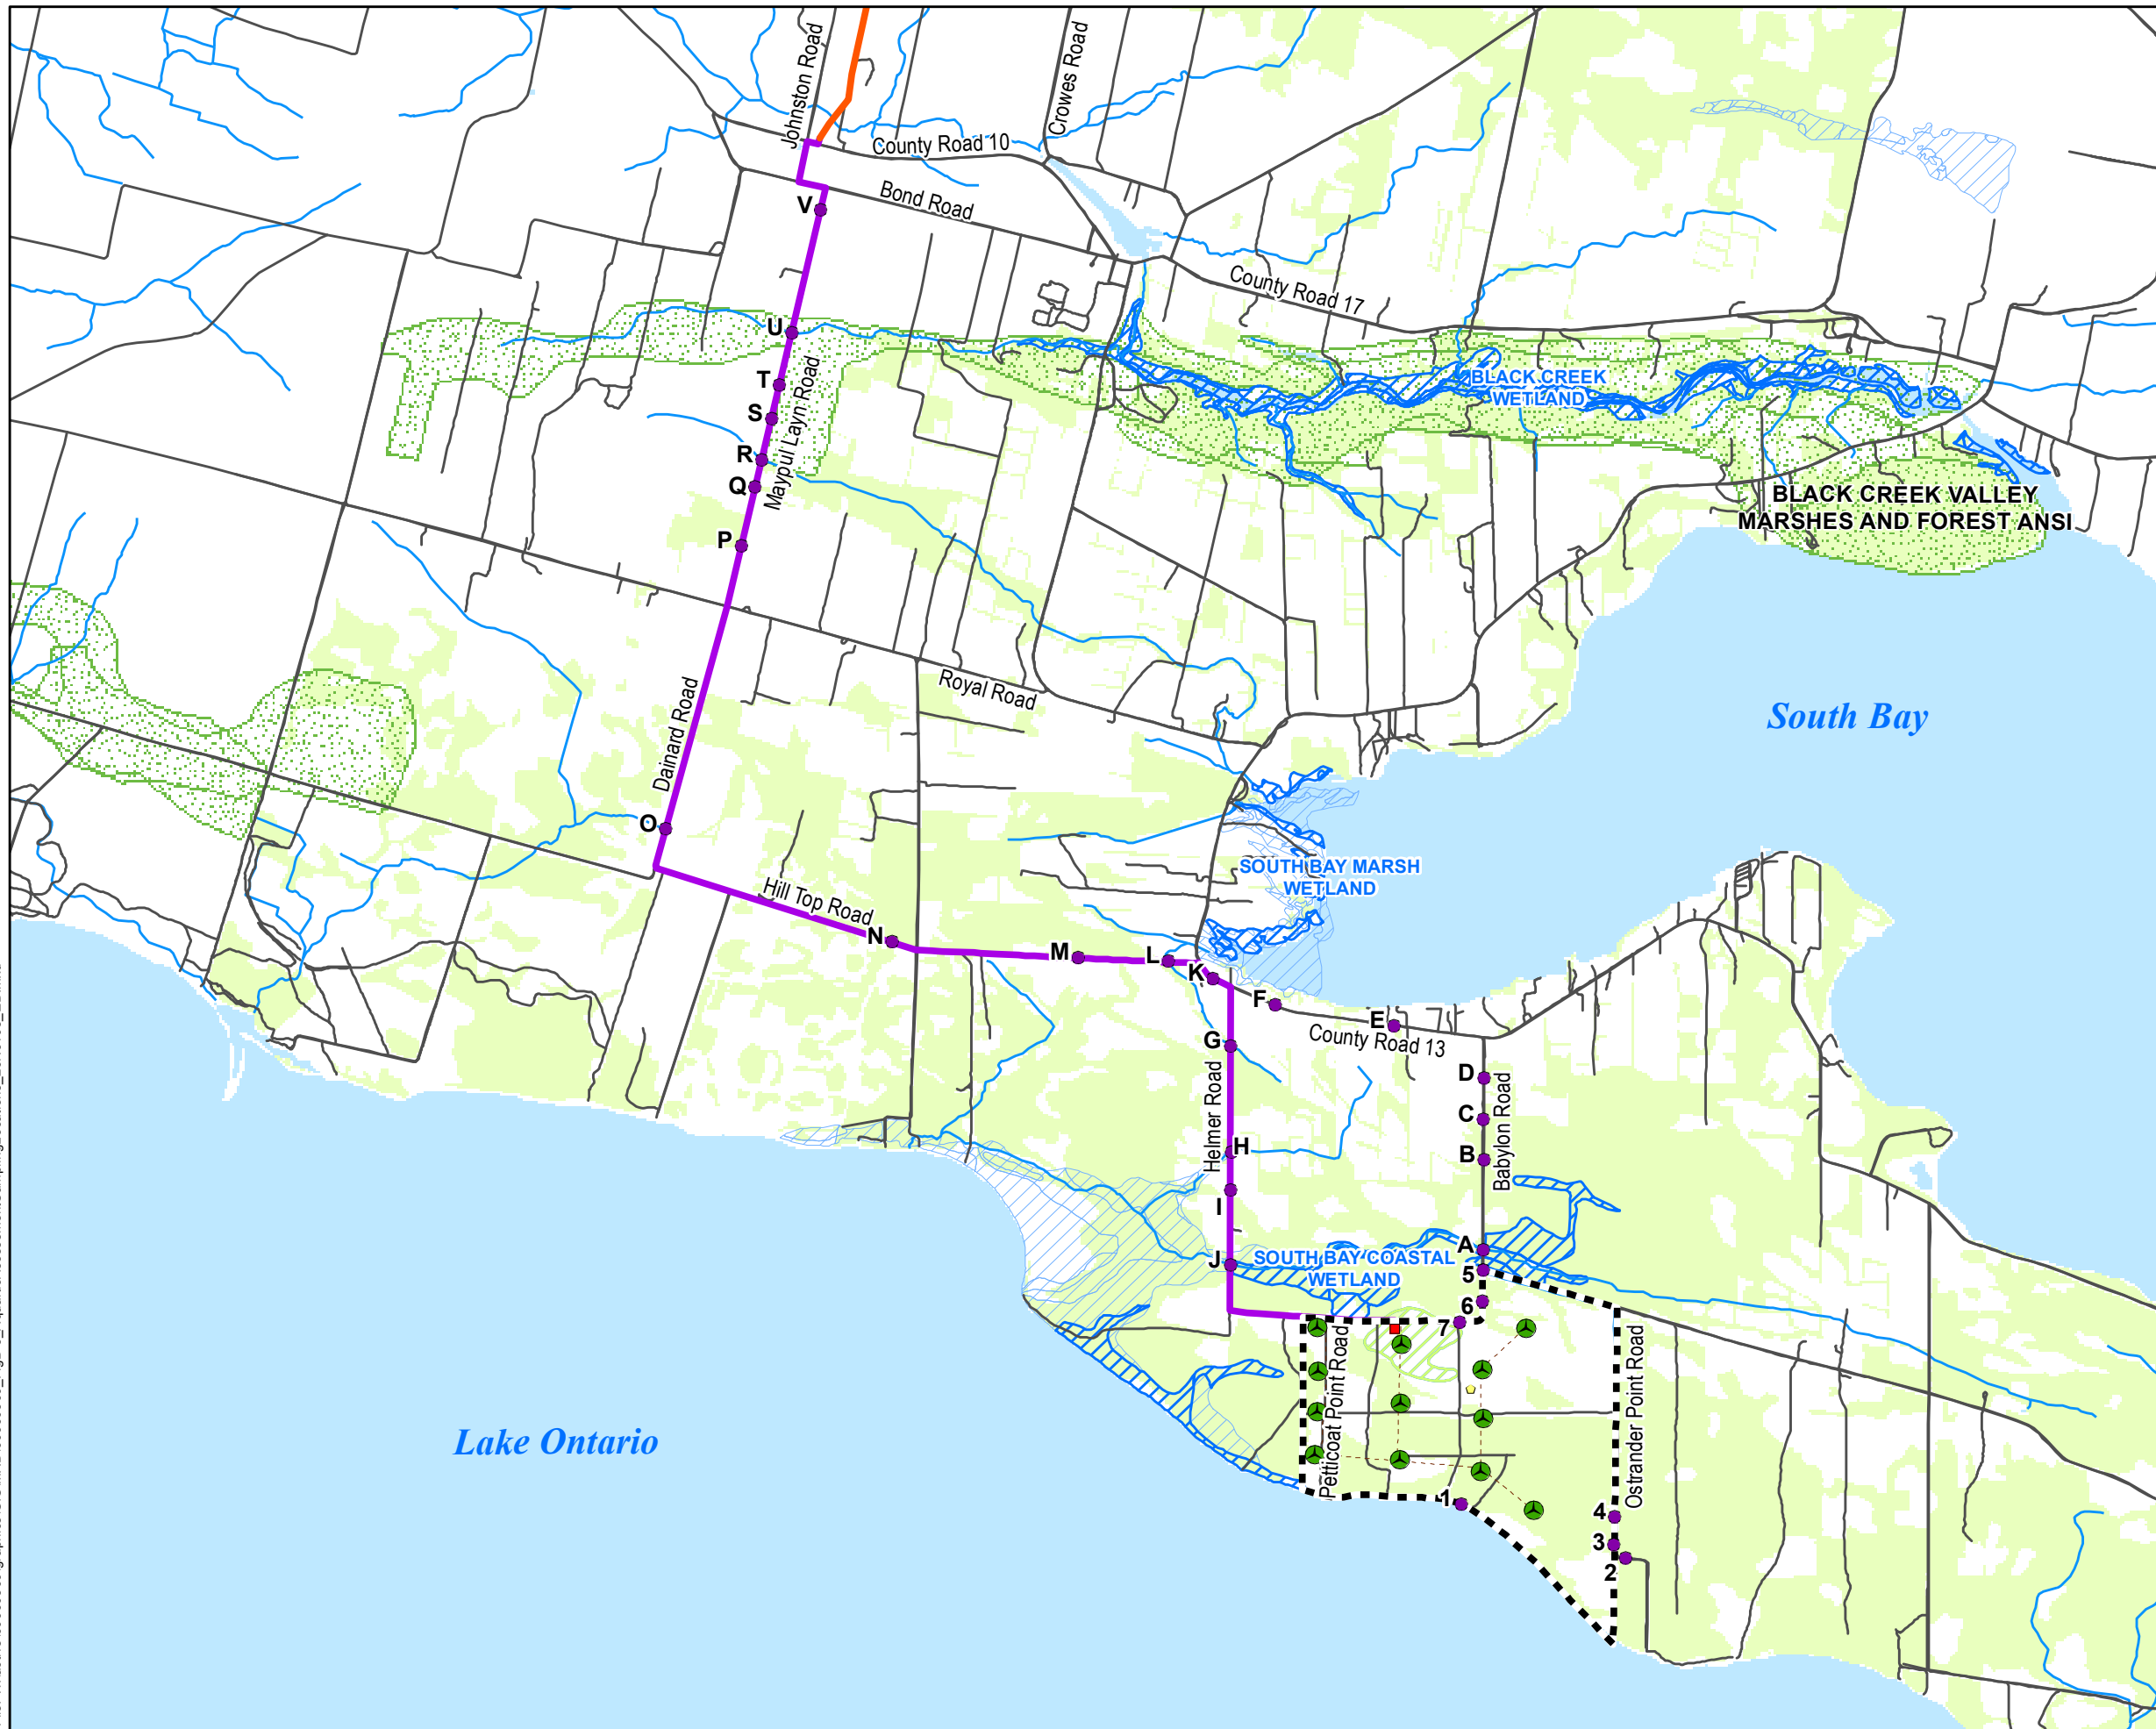 Johnston Road
Crowes Road
County Road 10
Bond Road
V
County Road 17
U
T
S
Maypul Layn Road
R
Q
P
BLACK CREEK
WETLAND
BLACK CREEK VALLEY
MARSHES AND FOREST ANSI
Royal Road
Dainard Road
South Bay
O
SOUTH BAY MARSH
WETLAND
Hill Top Road
N
M
L
K
F
E
County Road 13
G
D
Helmer Road
C
Babylon Road
H
B
I
A
J
SOUTH BAY COASTAL
WETLAND
5
6
7
Petticoat Point Road
Ostrander Point Road
Lake Ontario
1
4
3
2